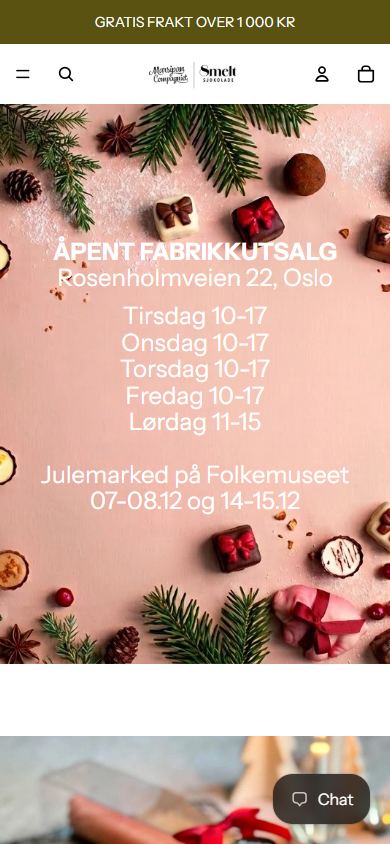 GRATIS FRAKT OVER 1 000 KR
Marsipan Compagniet
Smelt
SJOKOLADE
ÅPENT FABRIKKUTSALG
Rosenholmveien 22, Oslo
Tirsdag 10-17
Onsdag 10-17
Torsdag 10-17
Fredag 10-17
Lørdag 11-15
Julemarked på Folkemuseet
07-08.12 og 14-15.12
Chat